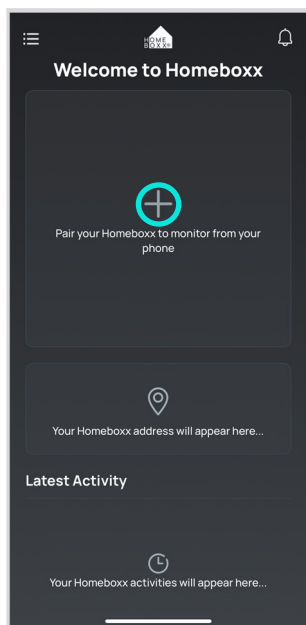 HOME
BOXX®
Welcome to Homeboxx
Pair your Homeboxx to monitor from your
phone
Your Homeboxx address will appear here...
Latest Activity
Your Homeboxx activities will appear here...